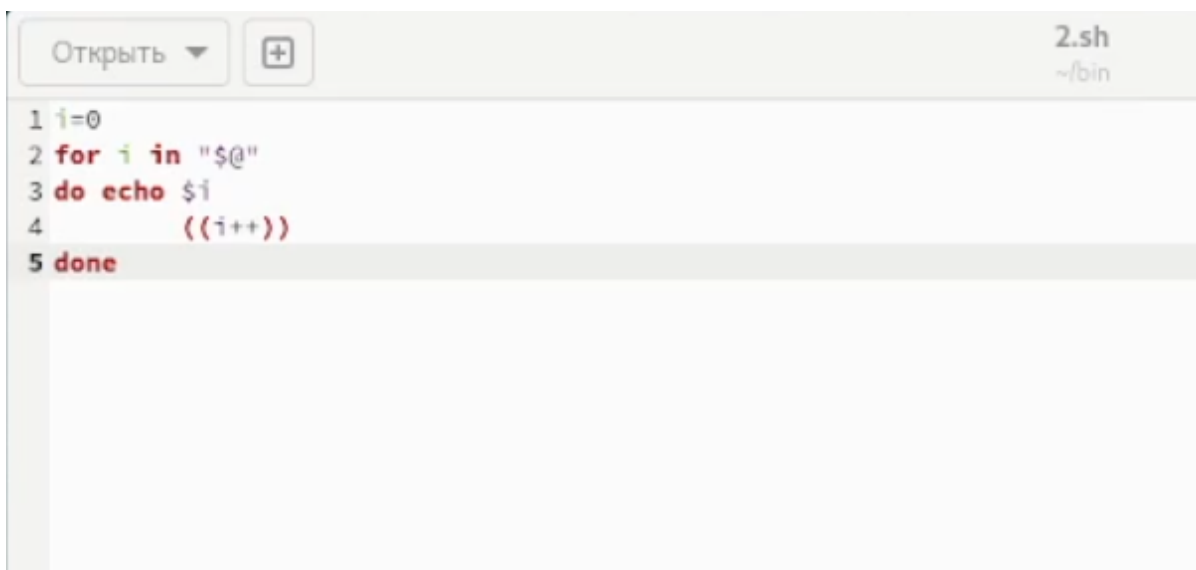 Открыть
2.sh
~/bin
1 i=0
2 for i in "$@"
3 do echo $i
4         ((i++))
5 done